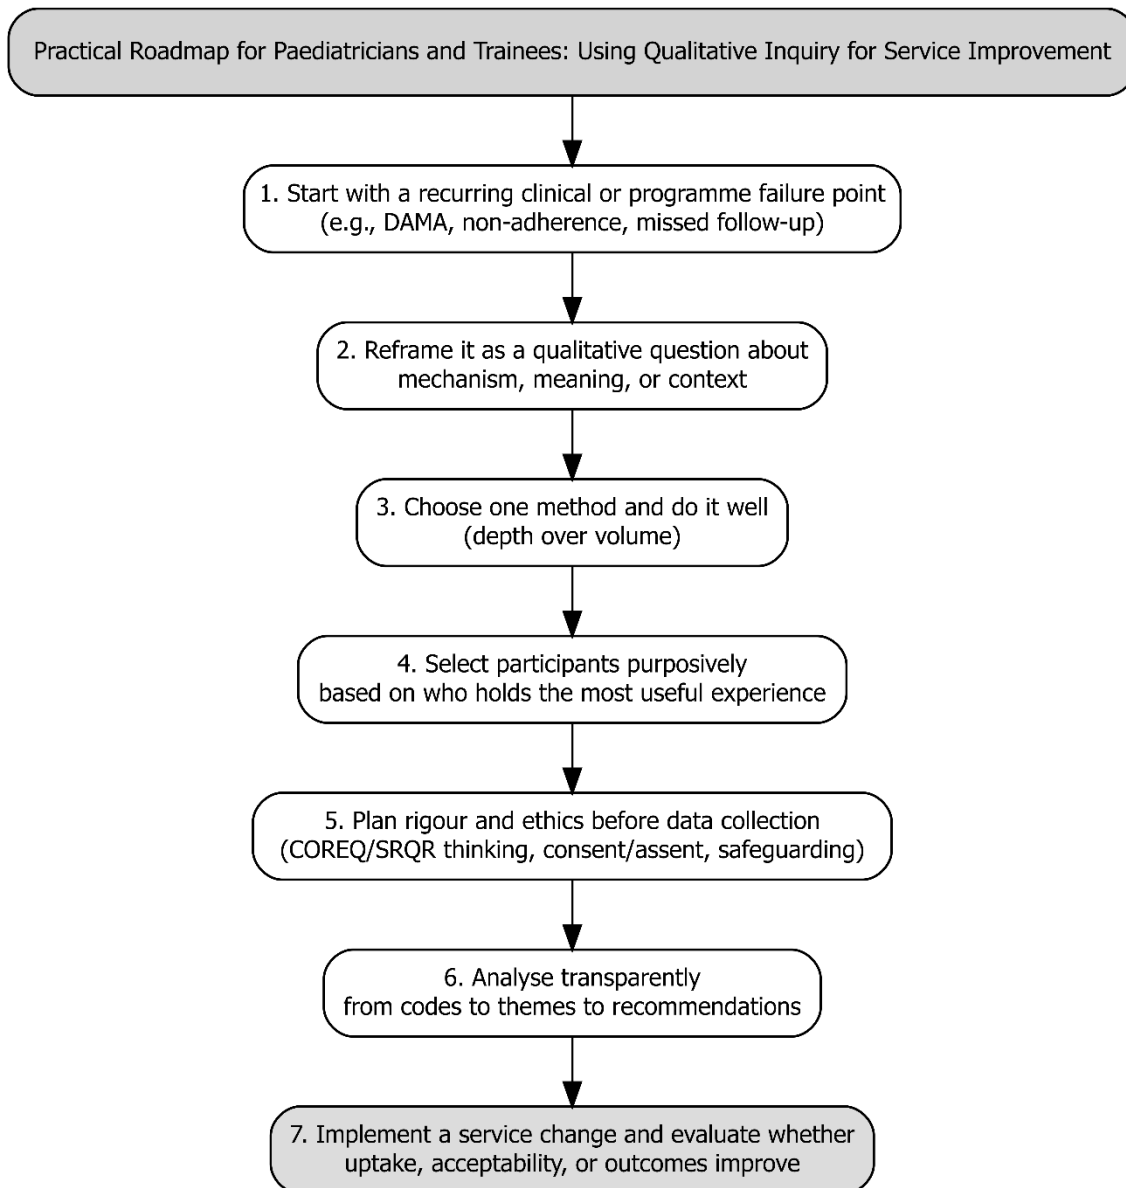 Practical Roadmap for Paediatricians and Trainees: Using Qualitative Inquiry for Service Improvement
1. Start with a recurring clinical or programme failure point
(e.g., DAMA, non-adherence, missed follow-up)
2. Reframe it as a qualitative question about
mechanism, meaning, or context
3. Choose one method and do it well
(depth over volume)
4. Select participants purposively
based on who holds the most useful experience
5. Plan rigour and ethics before data collection
(COREQ/SRQR thinking, consent/assent, safeguarding)
6. Analyse transparently
from codes to themes to recommendations
7. Implement a service change and evaluate whether
uptake, acceptability, or outcomes improve